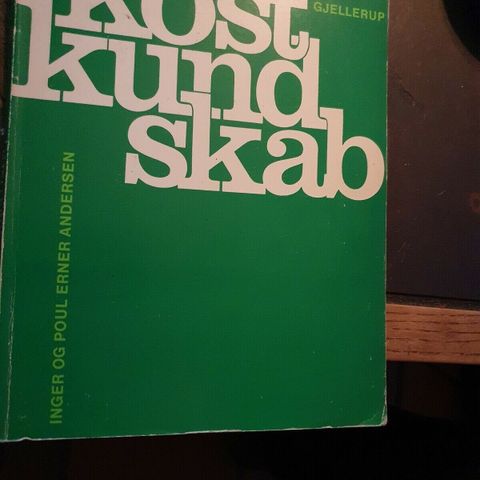 GJELLERUP
kost
kund
skab
INGER OG POUL ERNER ANDERSEN